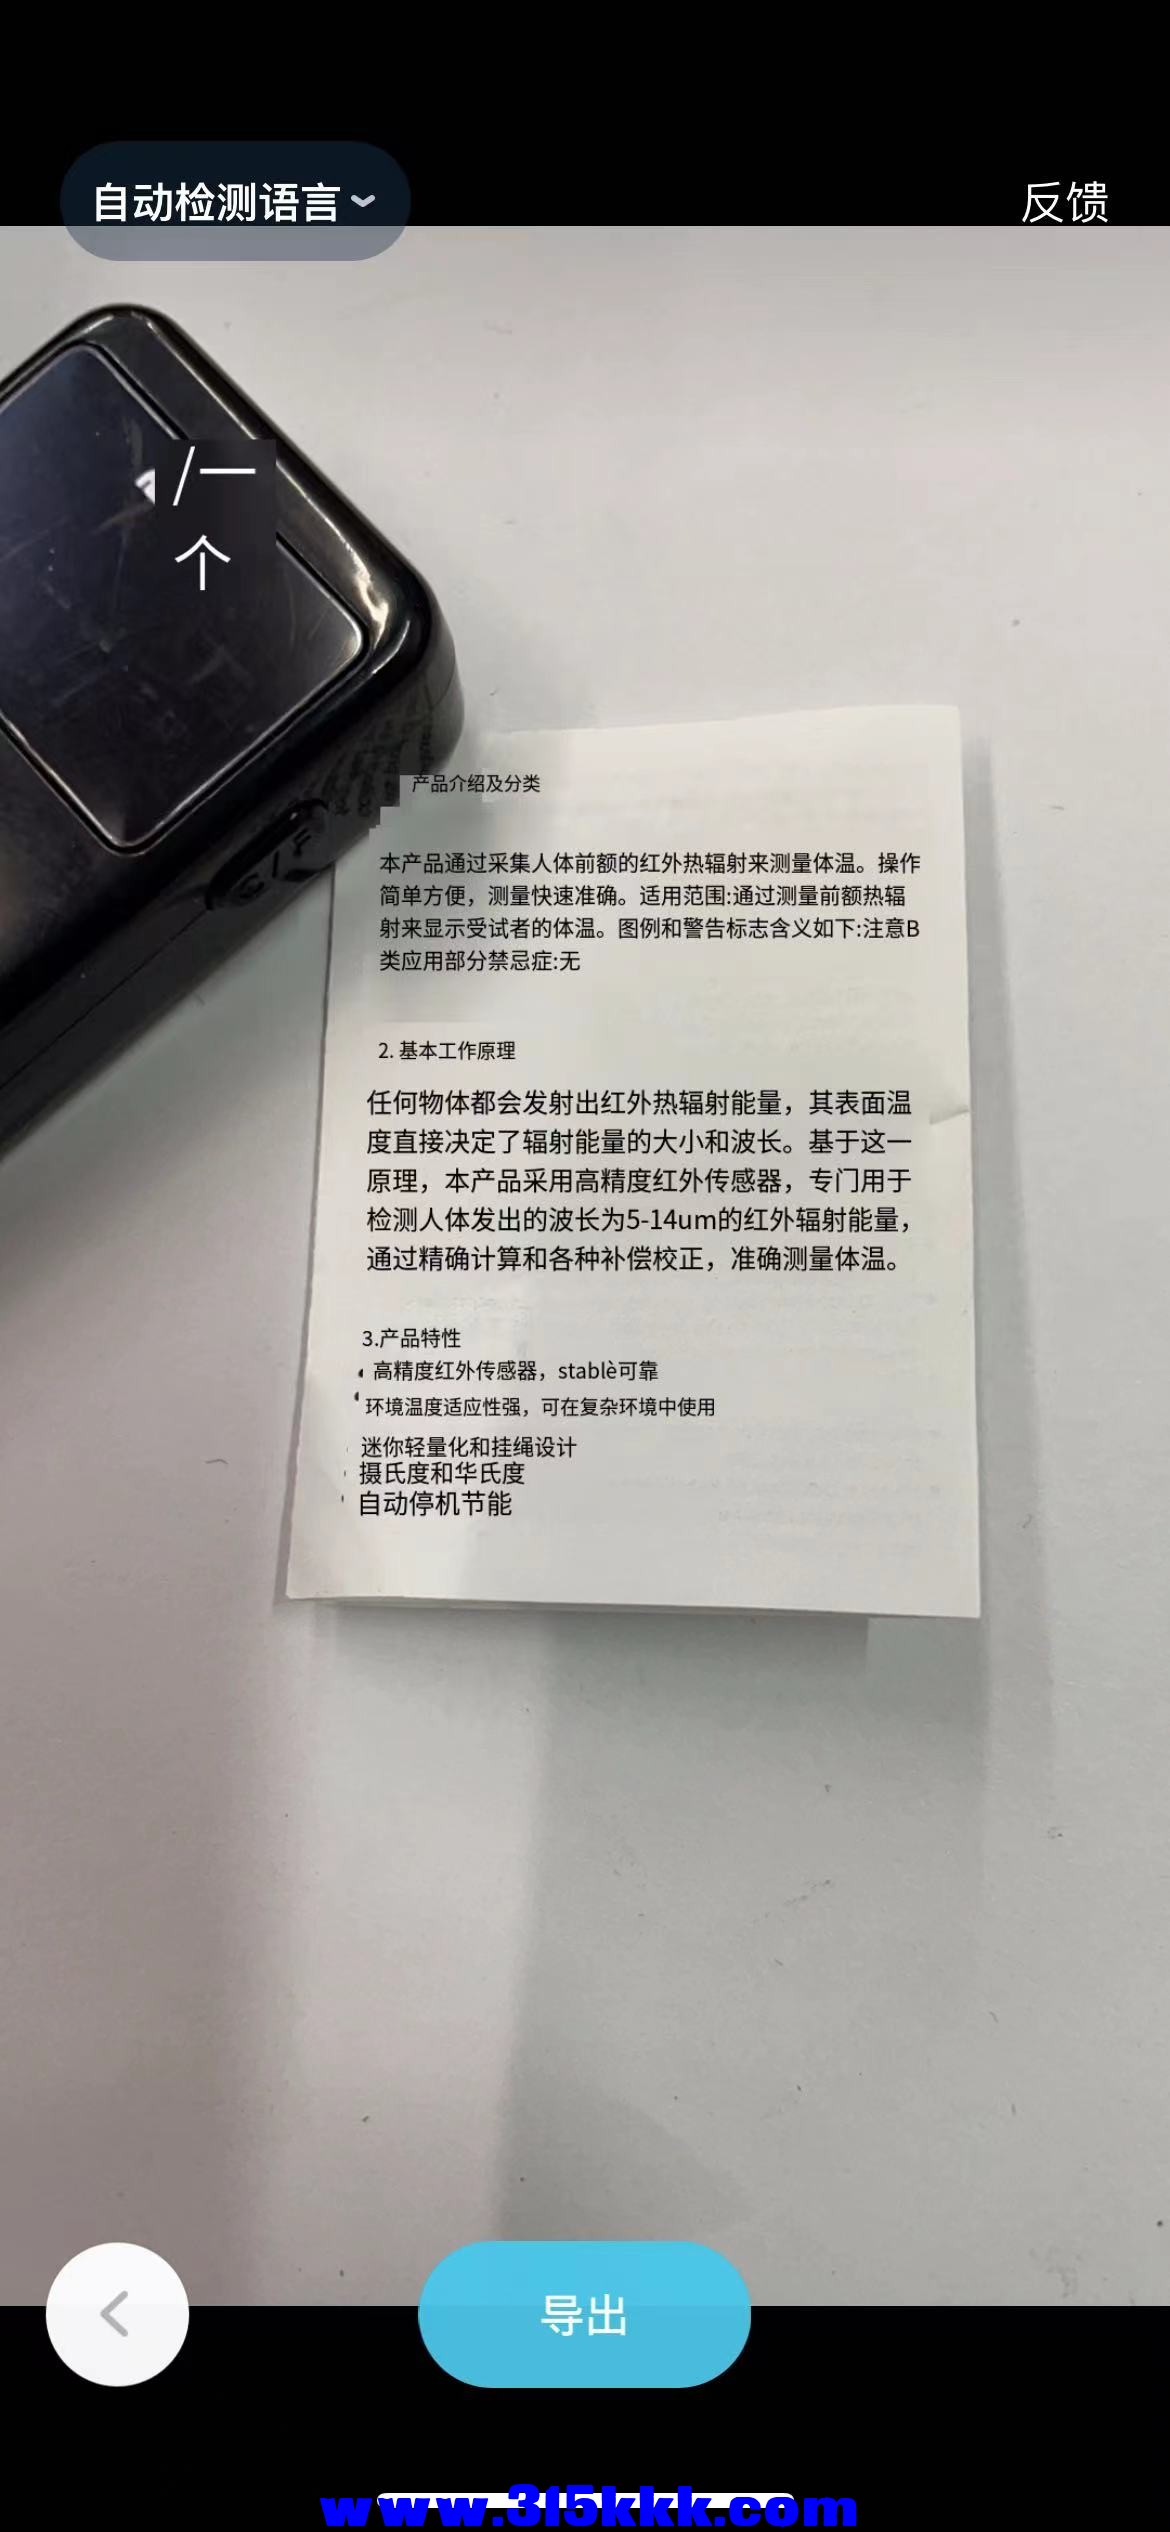 自动检测语言
反馈
/一
个
产品介绍及分类
本产品通过采集人体前额的红外热辐射来测量体温。操作
简单方便，测量快速准确。适用范围:通过测量前额热辐
射来显示受试者的体温。图例和警告标志含义如下:注意B
类应用部分禁忌症:无
2. 基本工作原理
任何物体都会发射出红外热辐射能量，其表面温
度直接决定了辐射能量的大小和波长。基于这一
原理，本产品采用高精度红外传感器，专门用于
检测人体发出的波长为5-14um的红外辐射能量，
通过精确计算和各种补偿校正，准确测量体温。
3.产品特性
高精度红外传感器，stablè可靠
环境温度适应性强，可在复杂环境中使用
迷你轻量化和挂绳设计
摄氏度和华氏度
自动停机节能
导出
www.315kkk.com